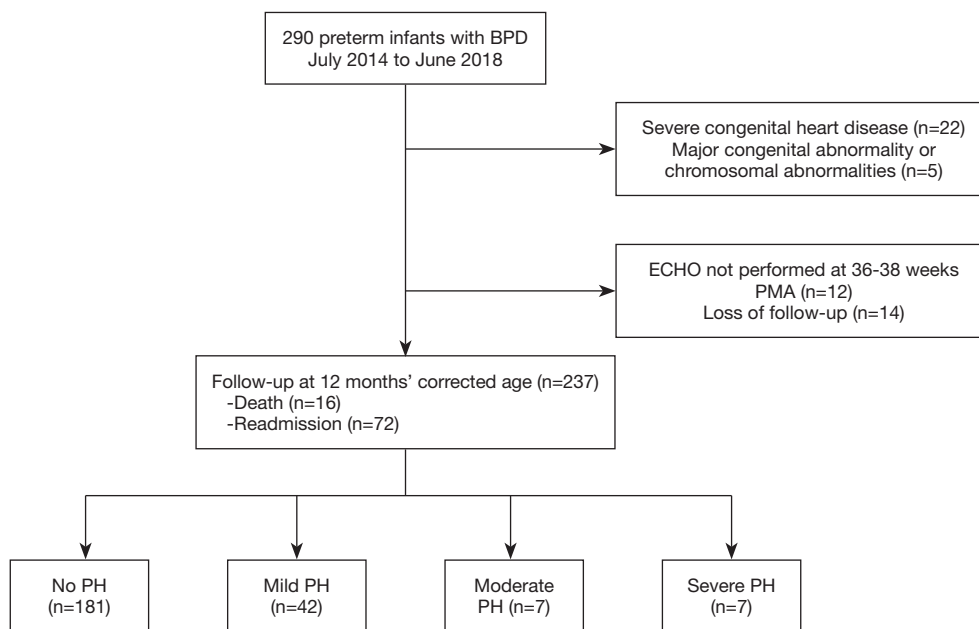 290 preterm infants with BPD
July 2014 to June 2018
Severe congenital heart disease (n=22)
Major congenital abnormality or
chromosomal abnormalities (n=5)
ECHO not performed at 36-38 weeks
PMA (n=12)
Loss of follow-up (n=14)
Follow-up at 12 months’ corrected age (n=237)
-Death (n=16)
-Readmission (n=72)
No PH
(n=181)
Mild PH
(n=42)
Moderate
PH (n=7)
Severe PH
(n=7)